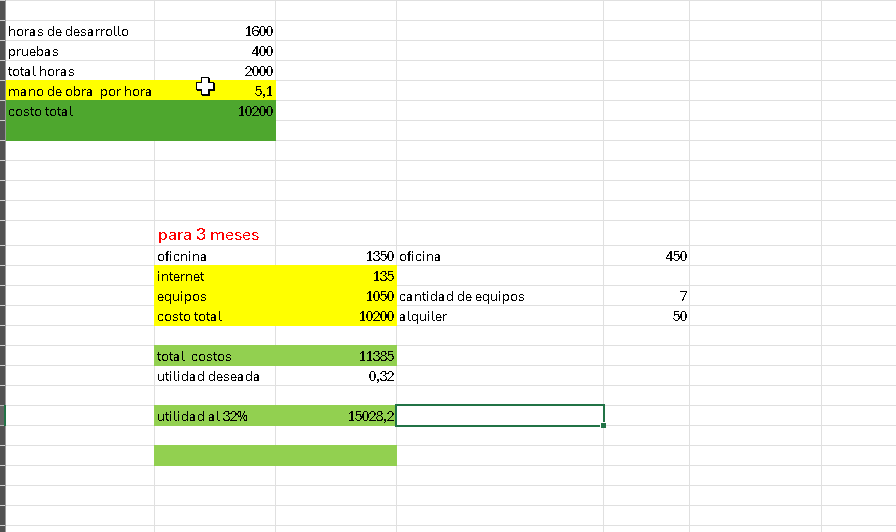 horas de desarrollo 1600
pruebas 400
total horas 2000
mano de obra por hora 5,1
costo total 10200
para 3 meses
oficnina 1350 oficina 450
internet 135
equipos 1050 cantidad de equipos 7
costo total 10200 alquiler 50
total costos 11385
utilidad deseada 0,32
utilidad al 32% 15028,2